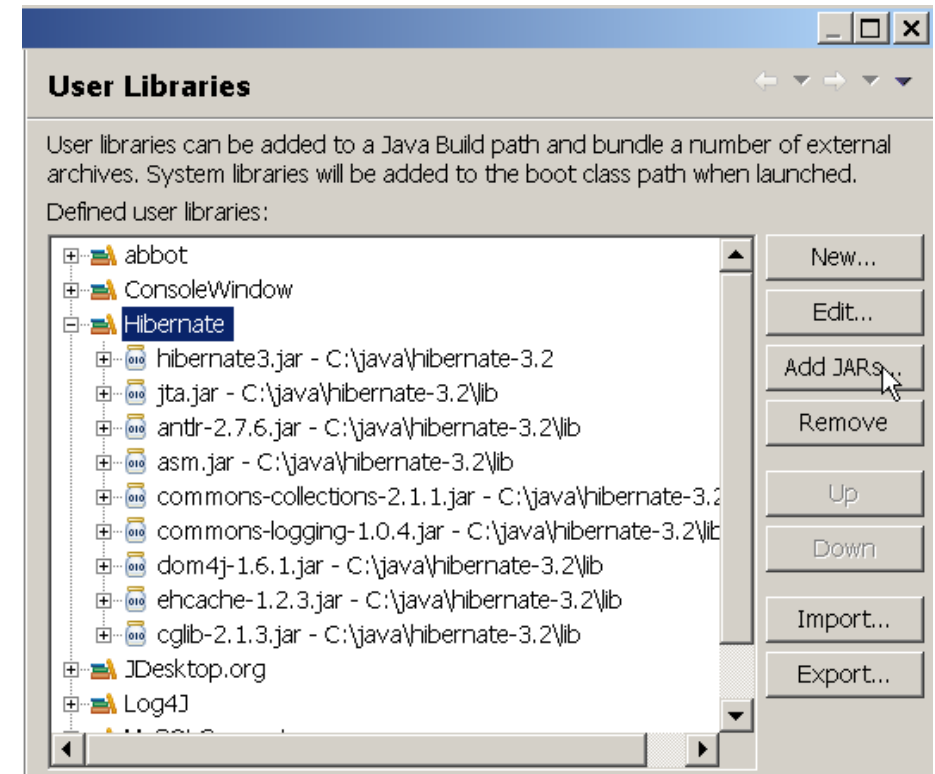 User Libraries
User libraries can be added to a Java Build path and bundle a number of external
archives. System libraries will be added to the boot class path when launched.
Defined user libraries:
abbot
ConsoleWindow
Hibernate
hibernate3.jar - C:\java\hibernate-3.2
jta.jar - C:\java\hibernate-3.2\lib
antlr-2.7.6.jar - C:\java\hibernate-3.2\lib
asm.jar - C:\java\hibernate-3.2\lib
commons-collections-2.1.1.jar - C:\java\hibernate-3.2
commons-logging-1.0.4.jar - C:\java\hibernate-3.2\lib
dom4j-1.6.1.jar - C:\java\hibernate-3.2\lib
ehcache-1.2.3.jar - C:\java\hibernate-3.2\lib
cglib-2.1.3.jar - C:\java\hibernate-3.2\lib
JDesktop.org
Log4J
New...
Edit...
Add JARs...
Remove
Up
Down
Import...
Export...